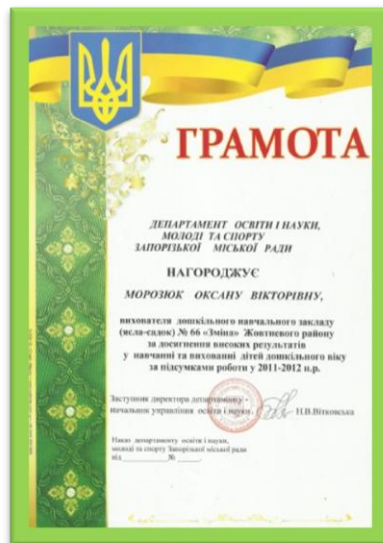 ГРАМОТА
ДЕПАРТАМЕНТ ОСВІТИ І НАУКИ,
МОЛОДІ ТА СПОРТУ
ЗАПОРІЗЬКОЇ МІСЬКОЇ РАДИ
НАГОРОДЖУЄ
МОРОЗЮК ОКСАНУ ВІКТОРІВНУ,
вихователя дошкільного навчального закладу
(ясла-садок) № 66 «Зміна» Жовтневого району
за досягнення високих результатів
у навчанні та вихованні дітей дошкільного віку
за підсумками роботи у 2011-2012 н.р.
Заступник директора департаменту -
начальник управління освіти і науки, Н.В.Вітковська
Наказ департаменту освіти і науки,
молоді та спорту Запорізької міської ради
від ____________№ ______.